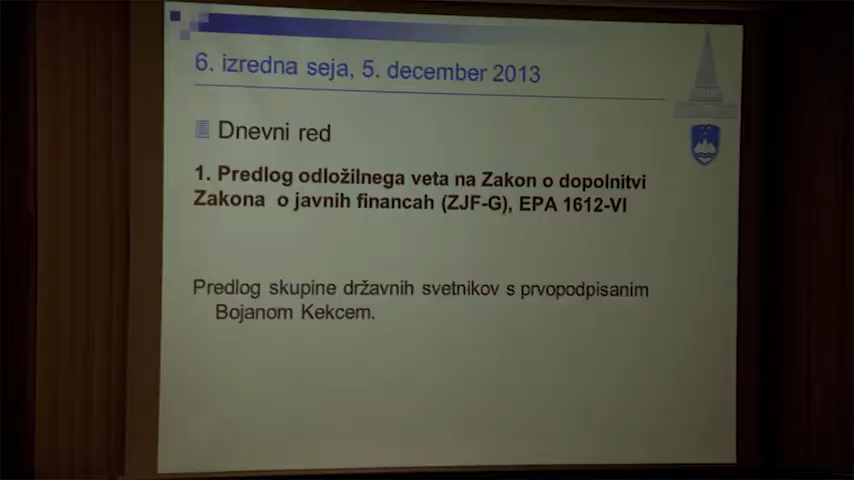 6. izredna seja, 5. december 2013
Dnevni red
1. Predlog odložilnega veta na Zakon o dopolnitvi
Zakona o javnih financah (ZJF-G), EPA 1612-VI
Predlog skupine državnih svetnikov s prvopodpisanim
Bojanom Kekcem.